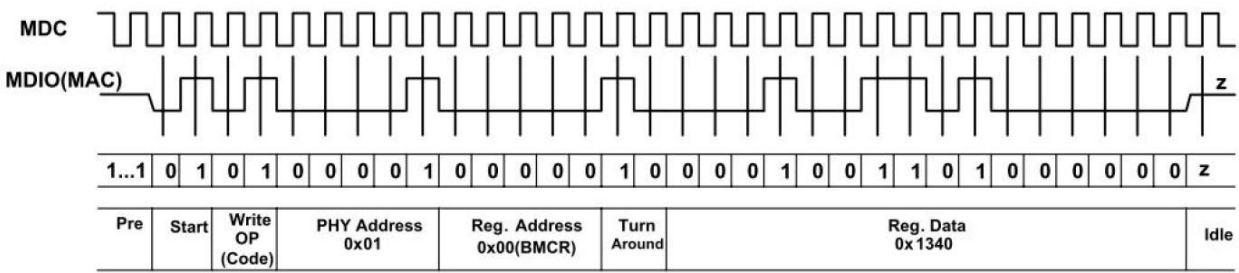 MDC
MDIO(MAC)
z
1...1 0 1 0 1 0 0 0 0 1 0 0 0 0 0 1 0 0 0 0 1 0 0 1 1 0 1 0 0 0 0 0 0 z
Pre
Start
Write
OP
(Code)
PHY Address
0x01
Reg. Address
0x00(BMCR)
Turn
Around
Reg. Data
0x1340
Idle